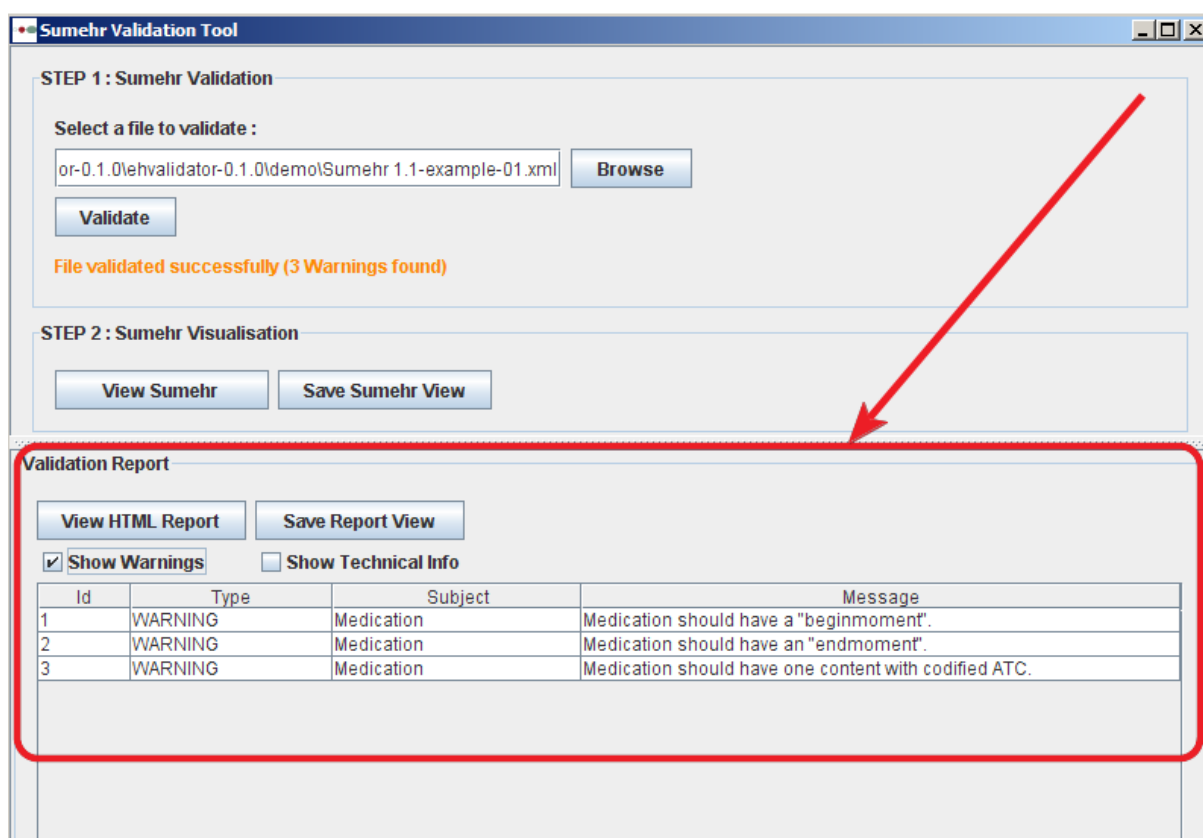 Sumehr Validation Tool
STEP 1 : Sumehr Validation
Select a file to validate :
or-0.1.0\ehvalidator-0.1.0\demo\Sumehr 1.1-example-01.xml Browse
Validate
File validated successfully (3 Warnings found)
STEP 2 : Sumehr Visualisation
View Sumehr Save Sumehr View
Validation Report
View HTML Report Save Report View
Show Warnings Show Technical Info
Id Type Subject Message
1 WARNING Medication Medication should have a "beginmoment".
2 WARNING Medication Medication should have an "endmoment".
3 WARNING Medication Medication should have one content with codified ATC.